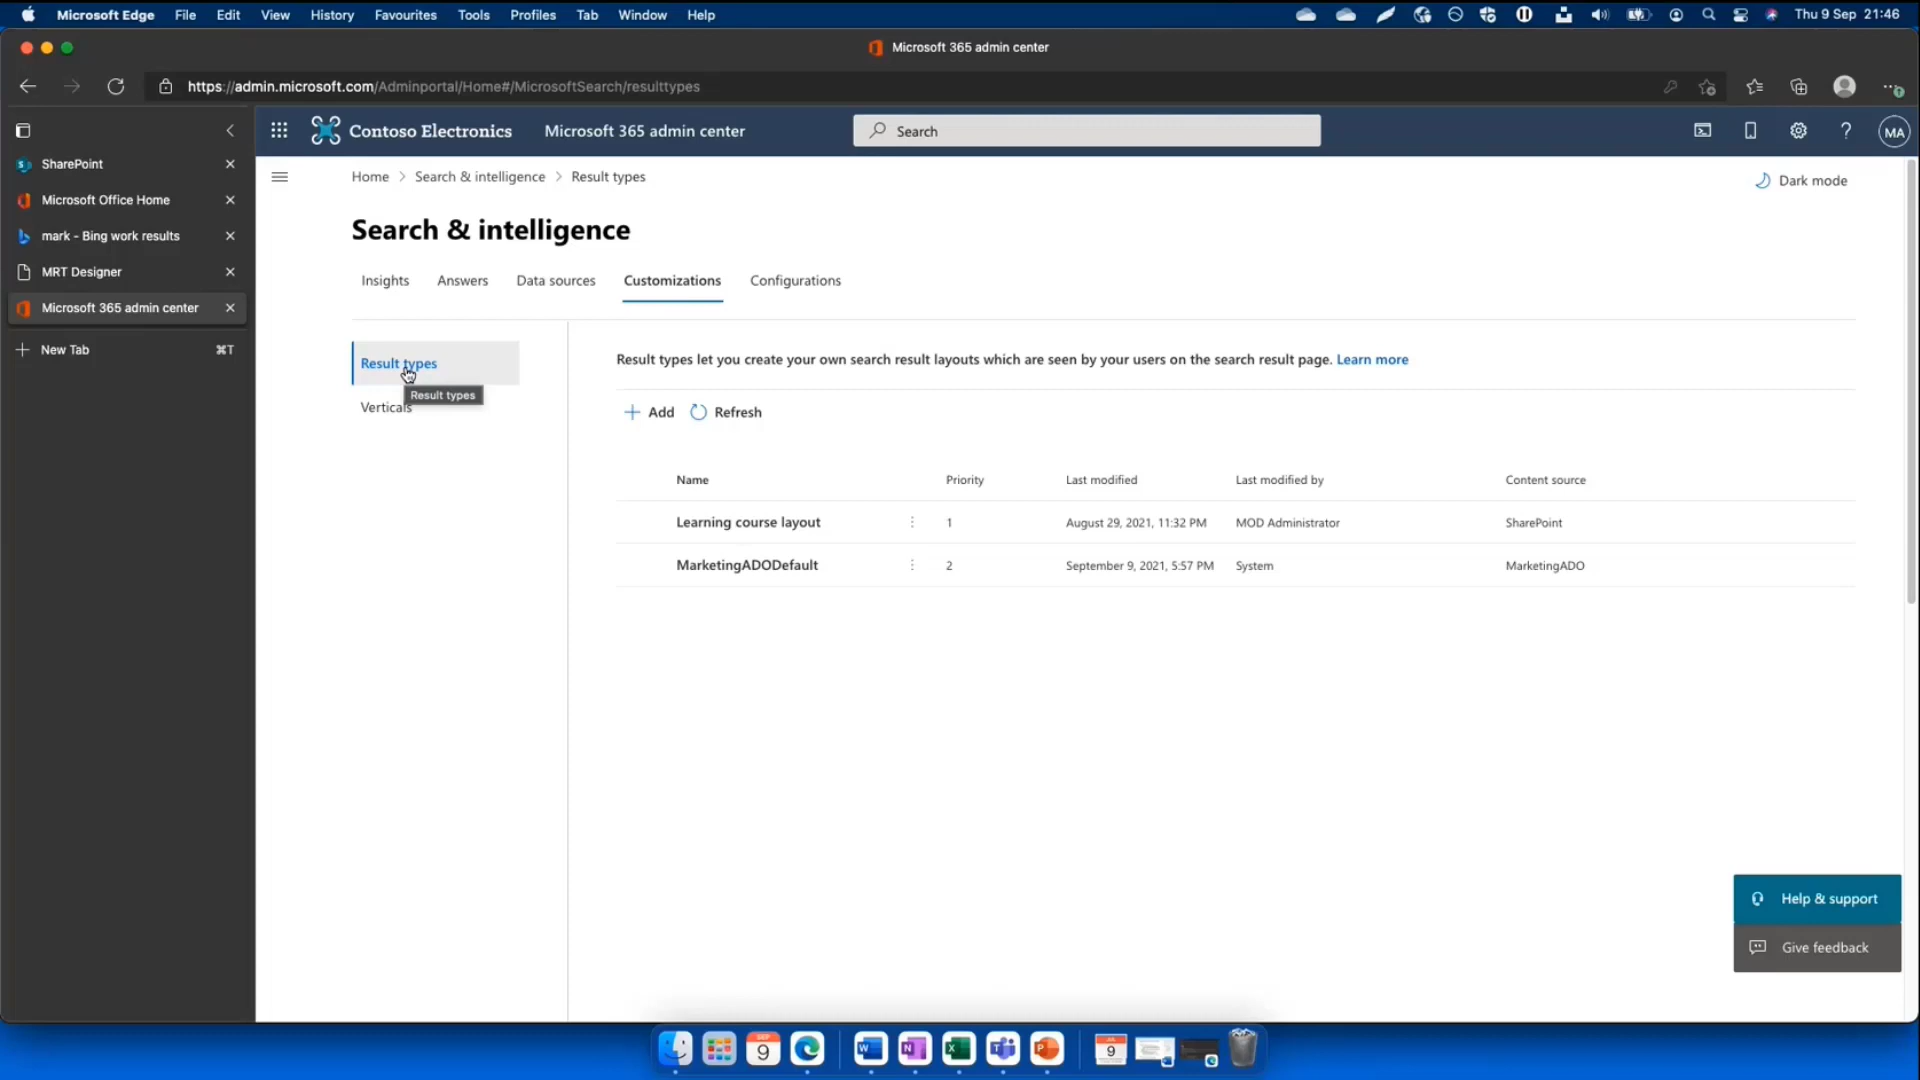 Microsoft Edge File Edit View History Favourites Tools Profiles Tab Window Help Thu 9 Sep 21:46
Microsoft 365 admin center
https://admin.microsoft.com/Adminportal/Home#/MicrosoftSearch/resulttypes
Contoso Electronics Microsoft 365 admin center Search MA
SharePoint
Microsoft Office Home
mark - Bing work results
MRT Designer
Microsoft 365 admin center
New Tab ⌘T
Home > Search & intelligence > Result types
Dark mode
Search & intelligence
Insights Answers Data sources Customizations Configurations
Result types
Result types
Verticals
Result types let you create your own search result layouts which are seen by your users on the search result page. Learn more
Add Refresh
Name Priority Last modified Last modified by Content source
Learning course layout 1 August 29, 2021, 11:32 PM MOD Administrator SharePoint
MarketingADODefault 2 September 9, 2021, 5:57 PM System MarketingADO
Help & support
Give feedback
SEP
9
9